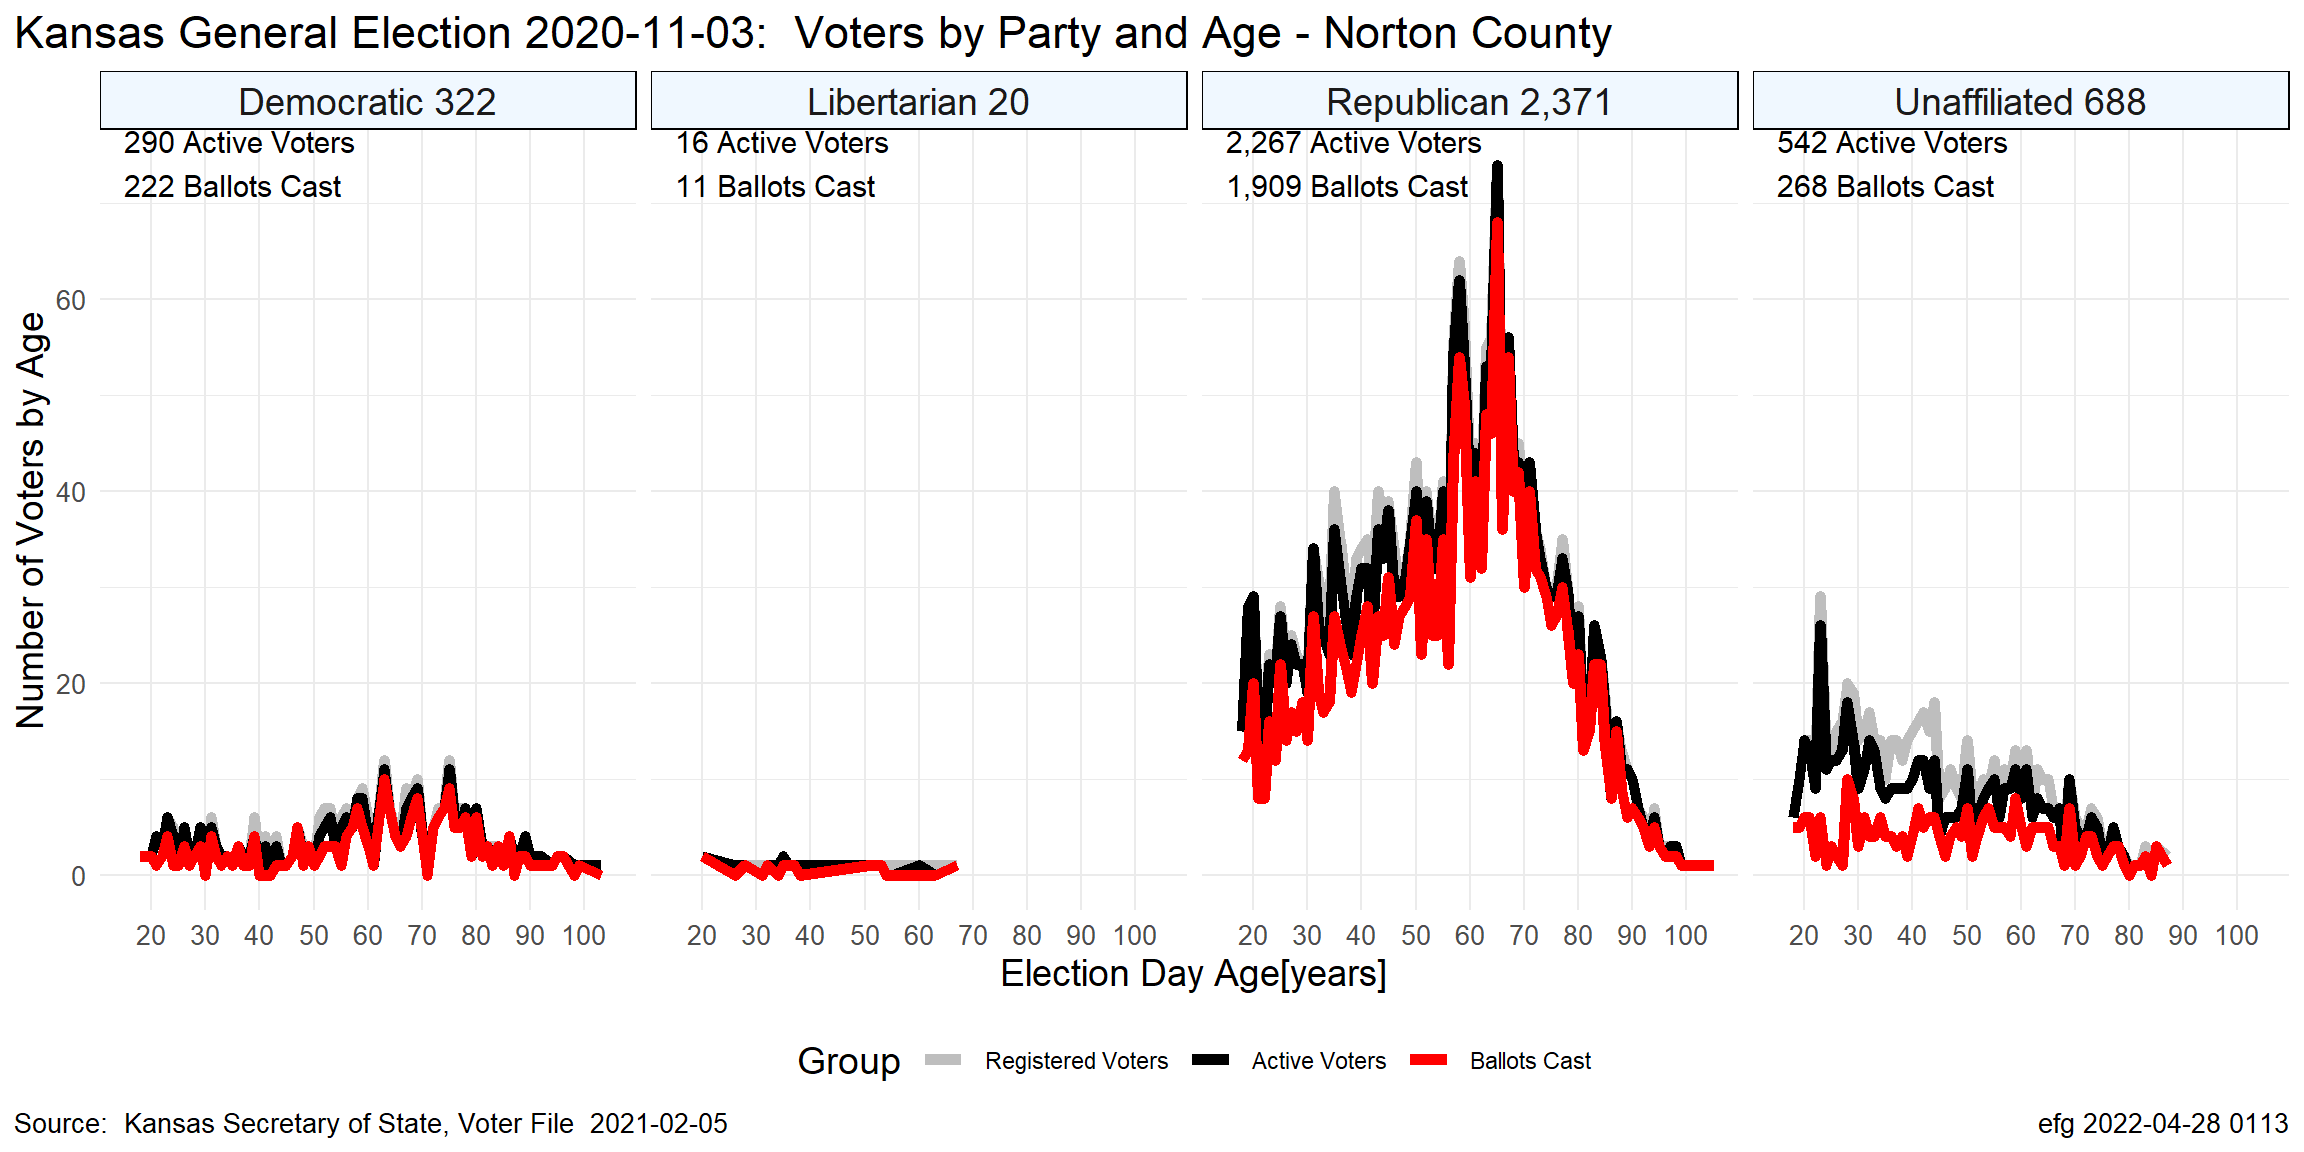 Kansas General Election 2020-11-03:  Voters by Party and Age - Norton County
Democratic 322
Libertarian 20
Republican 2,371
Unaffiliated 688
290 Active Voters
222 Ballots Cast
16 Active Voters
11 Ballots Cast
2,267 Active Voters
1,909 Ballots Cast
542 Active Voters
268 Ballots Cast
Number of Voters by Age
60
40
20
0
20 30 40 50 60 70 80 90 100
20 30 40 50 60 70 80 90 100
20 30 40 50 60 70 80 90 100
20 30 40 50 60 70 80 90 100
Election Day Age[years]
Group Registered Voters Active Voters Ballots Cast
Source:  Kansas Secretary of State, Voter File  2021-02-05
efg 2022-04-28 0113